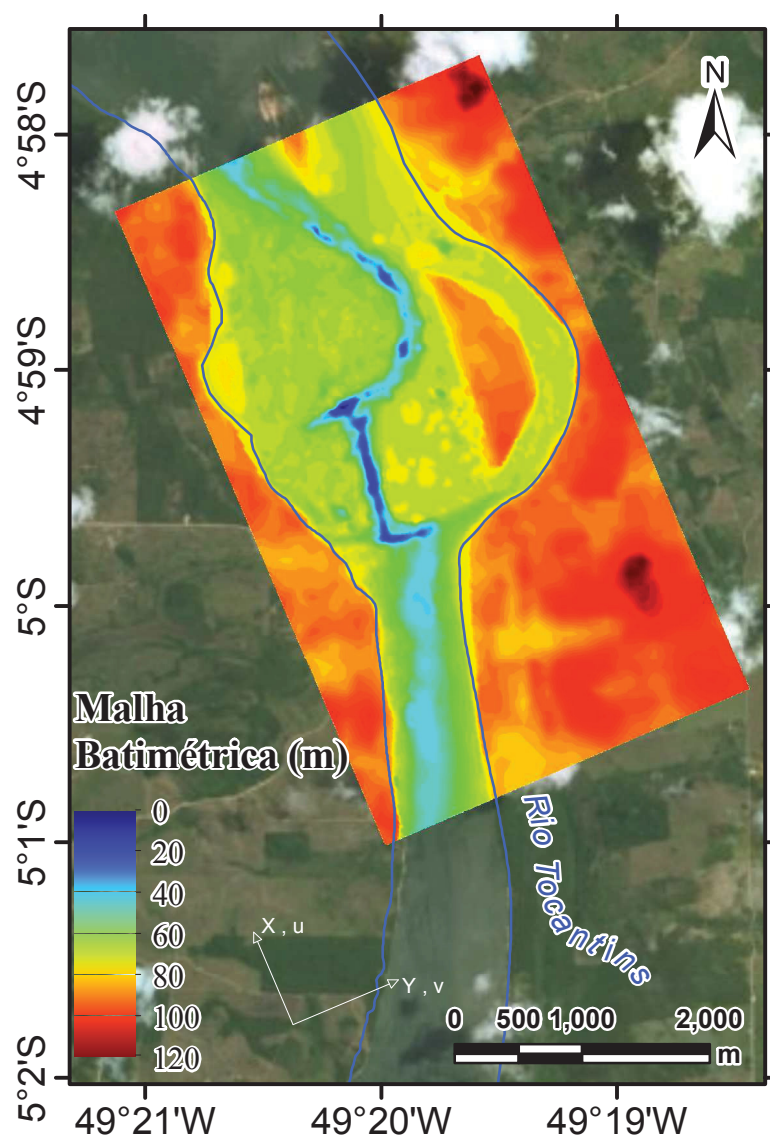 N
4°58'S
4°59'S
5°S
5°1'S
5°2'S
Malha
Batimétrica (m)
0
20
40
60
80
100
120
X , u
Y , v
Rio Tocantins
0 500 1,000 2,000
m
49°21'W 49°20'W 49°19'W